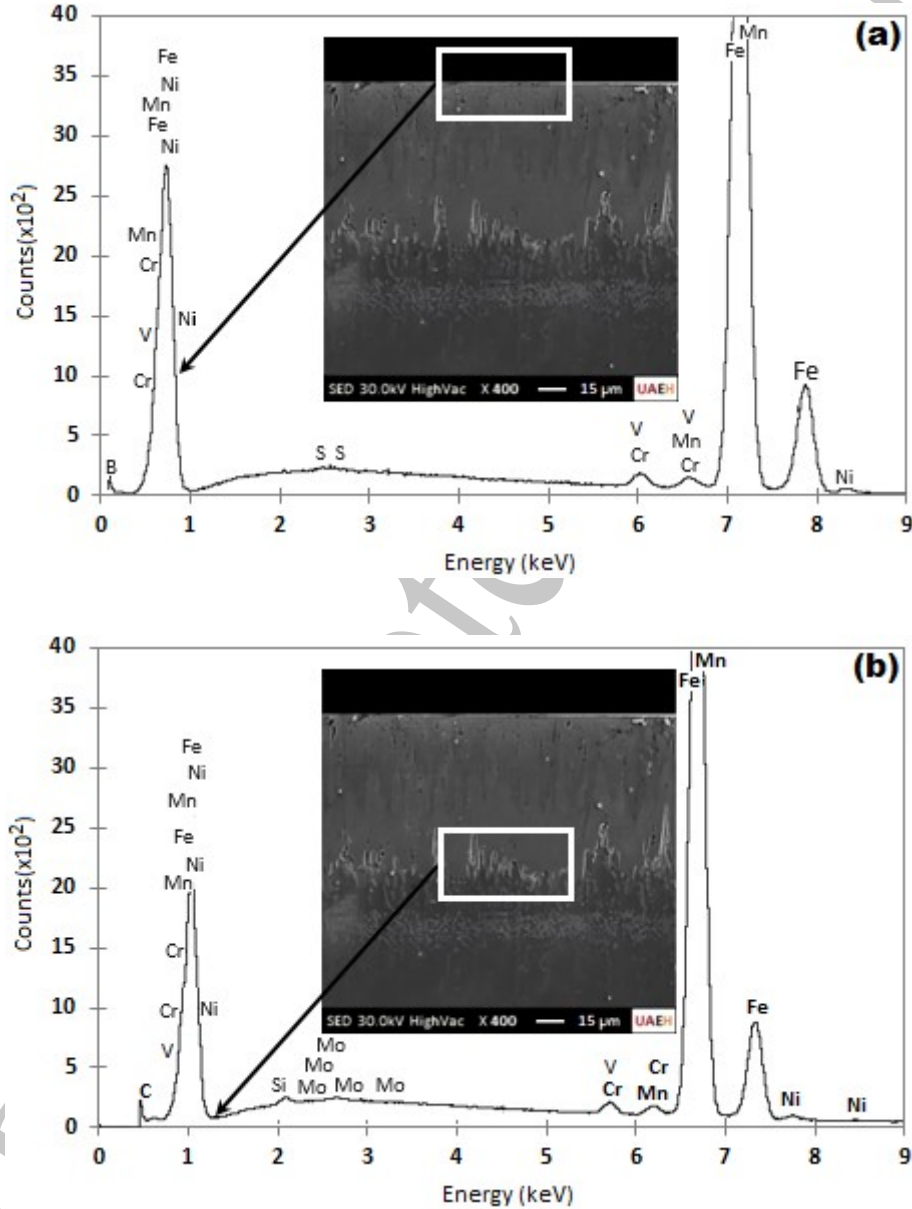 40
(a)
Fe
Mn
Fe
35
Ni
Mn
30
Fe
Ni
25
Counts(x10²)
Mn
20
Cr
15
Ni
V
SED 30.0kV HighVac X 400 15 µm UAEH
10
Cr
Fe
5
V
V
S S
Mn
B
Cr
Cr
Ni
0
0 1 2 3 4 5 6 7 8 9
Energy (keV)
40
(b)
Mn
Fe
35
Fe
30
Ni
Mn
25
Fe
Counts(x10²)
Ni
20
Mn
15
Cr
10
Cr
Ni
SED 30.0kV HighVac X 400 15 µm UAEH
Fe
V
Mo
5
Mo
V
Cr
C
Si Mo Mo Mo
Cr Mn
Ni
Ni
0
0 1 2 3 4 5 6 7 8 9
Energy (keV)